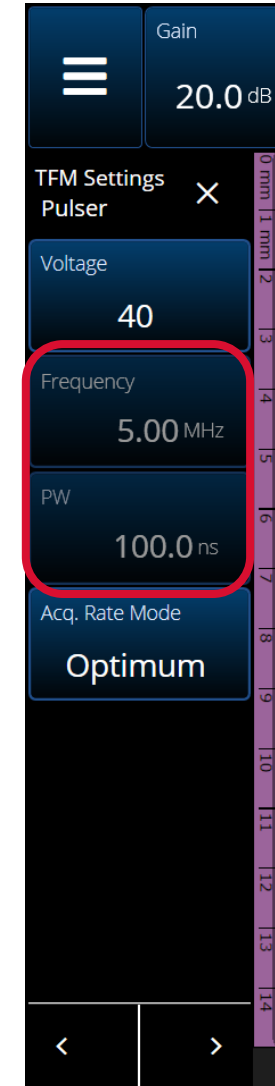 Gain
20.0 dB
TFM Settings
Pulser
Voltage
40
Frequency
5.00 MHz
PW
100.0 ns
Acq. Rate Mode
Optimum
0 mm
1 mm
2
3
4
5
6
7
8
9
10
11
12
13
14